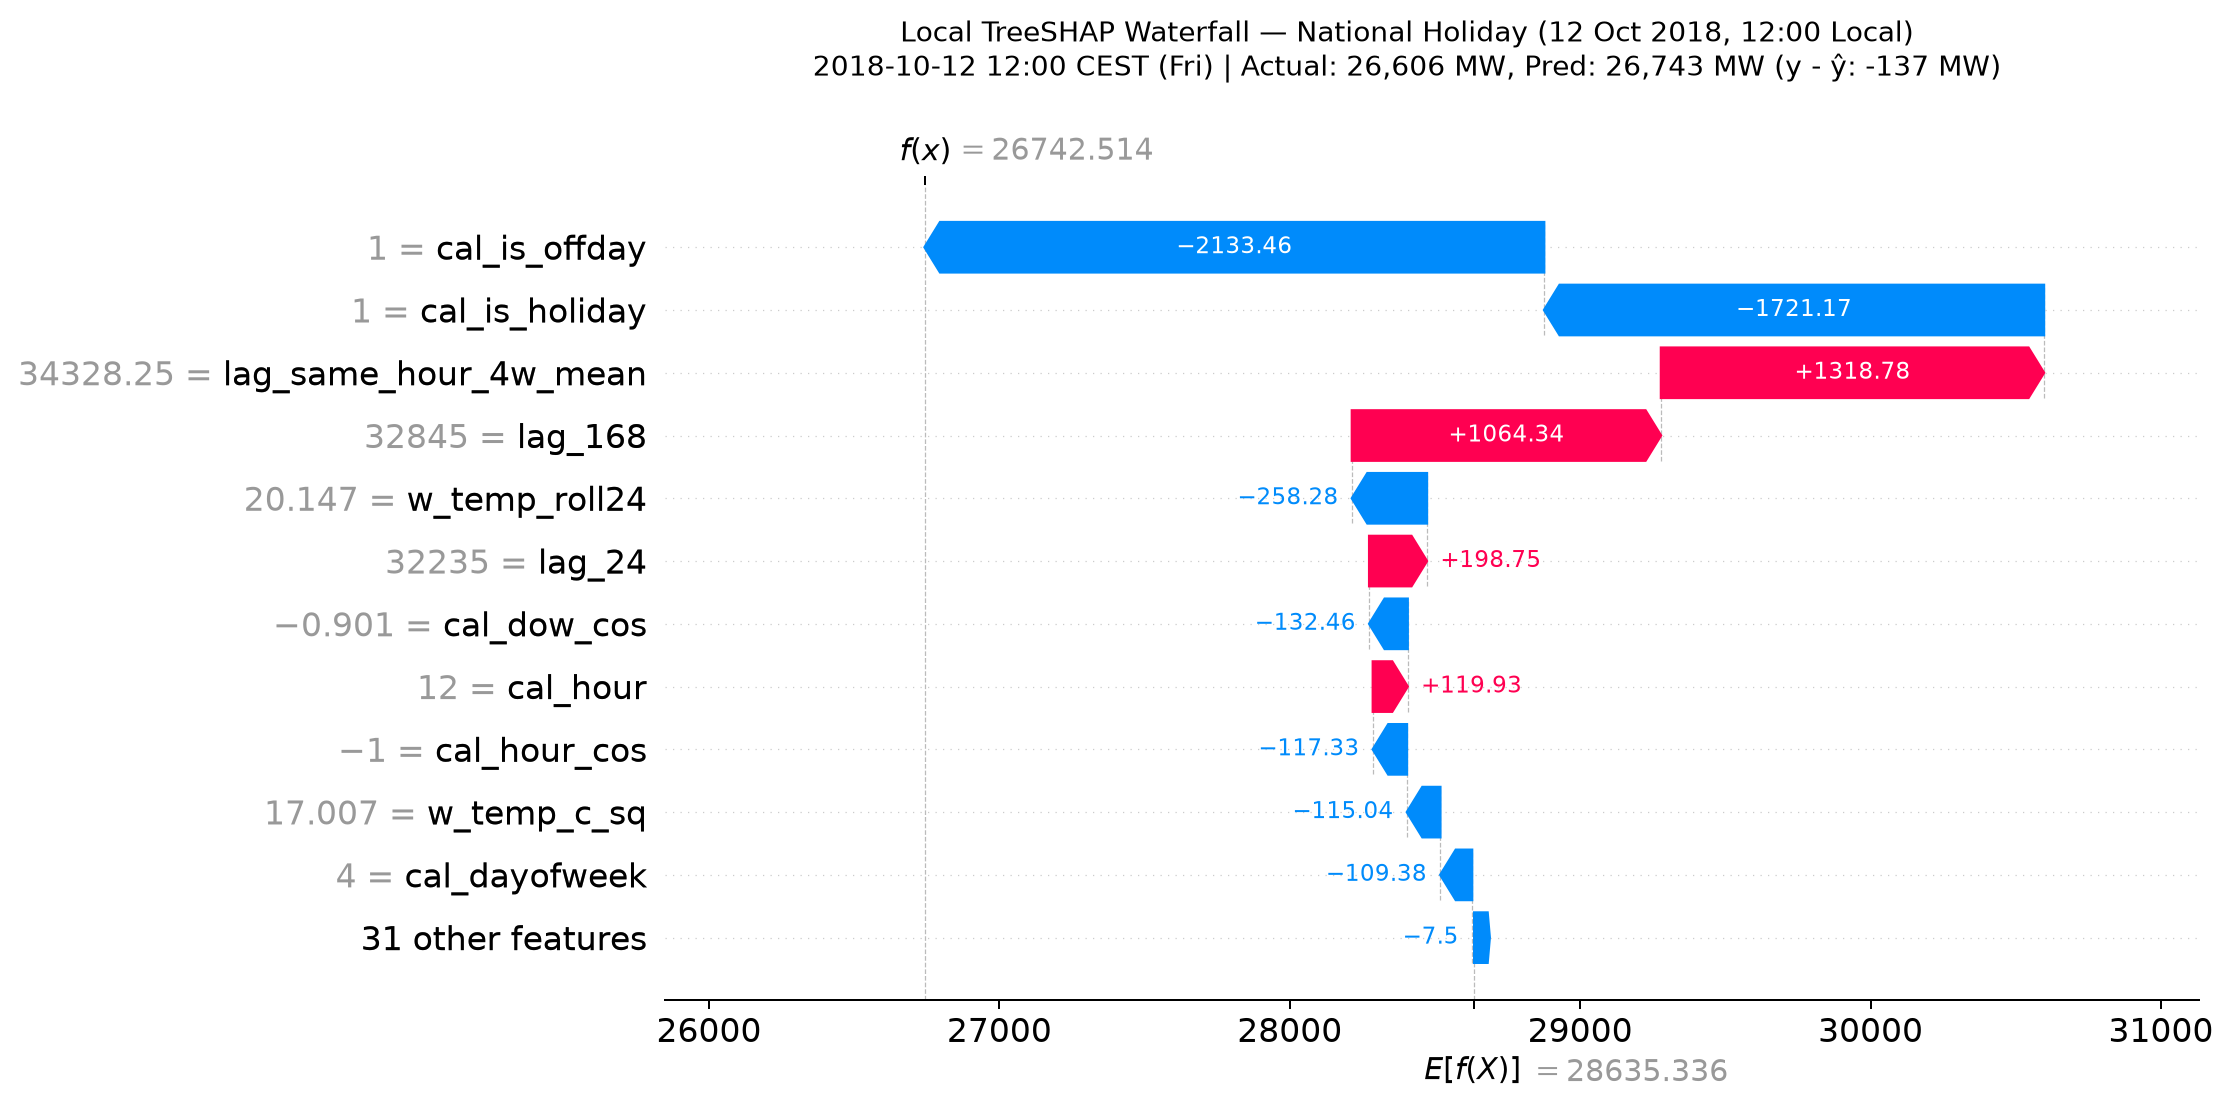 Local TreeSHAP Waterfall — National Holiday (12 Oct 2018, 12:00 Local)
2018-10-12 12:00 CEST (Fri) | Actual: 26,606 MW, Pred: 26,743 MW (y - ŷ: -137 MW)
f(x) = 26742.514
1 = cal_is_offday −2133.46
1 = cal_is_holiday −1721.17
34328.25 = lag_same_hour_4w_mean +1318.78
32845 = lag_168 +1064.34
20.147 = w_temp_roll24 −258.28
32235 = lag_24 +198.75
−0.901 = cal_dow_cos −132.46
12 = cal_hour +119.93
−1 = cal_hour_cos −117.33
17.007 = w_temp_c_sq −115.04
4 = cal_dayofweek −109.38
31 other features −7.5
26000 27000 28000 29000 30000 31000
E[f(X)] = 28635.336